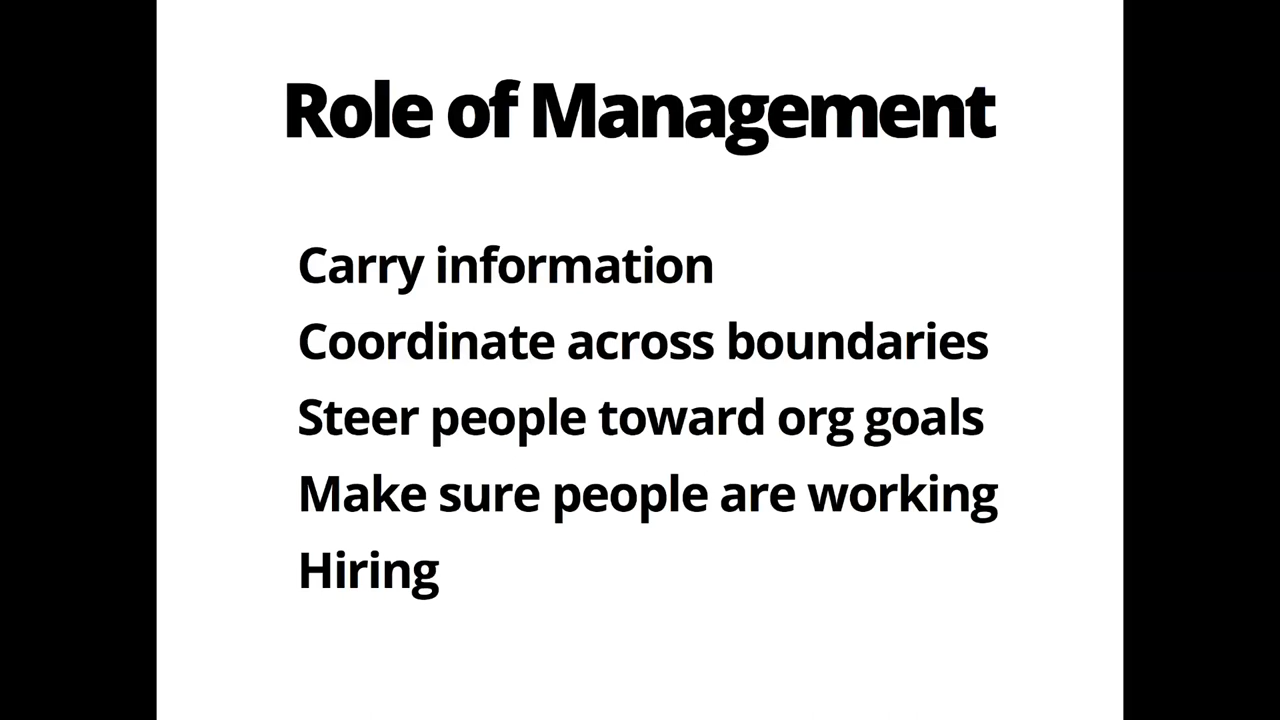 Role of Management
Carry information
Coordinate across boundaries
Steer people toward org goals
Make sure people are working
Hiring